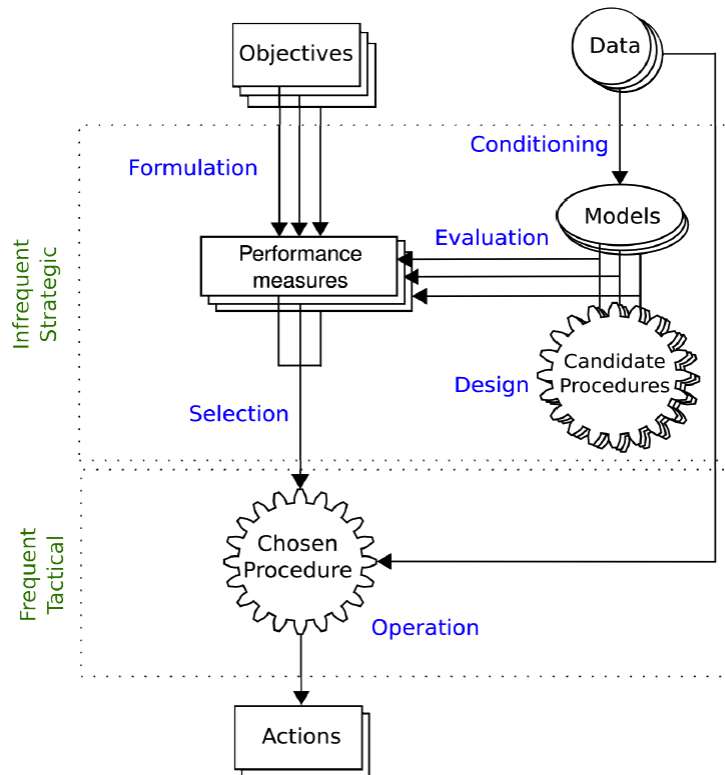 Objectives
Data
Conditioning
Formulation
Models
Evaluation
Performance
measures
Infrequent
Strategic
Candidate
Procedures
Design
Selection
Chosen
Procedure
Frequent
Tactical
Operation
Actions